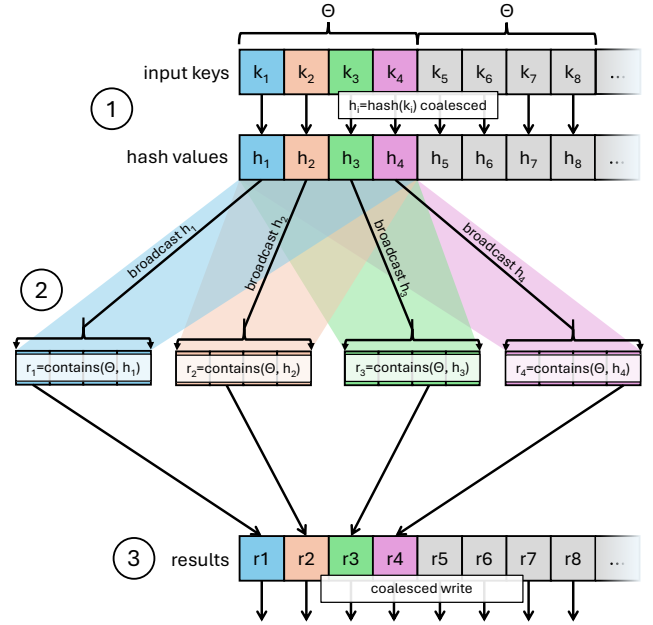 Θ Θ
input keys k₁ k₂ k₃ k₄ k₅ k₆ k₇ k₈ ...
1
hᵢ=hash(kᵢ) coalesced
hash values h₁ h₂ h₃ h₄ h₅ h₆ h₇ h₈ ...
broadcast h₁
broadcast h₂
broadcast h₃
broadcast h₄
2
r₁=contains(Θ, h₁) r₂=contains(Θ, h₂) r₃=contains(Θ, h₃) r₄=contains(Θ, h₄)
3
results r1 r2 r3 r4 r5 r6 r7 r8 ...
coalesced write